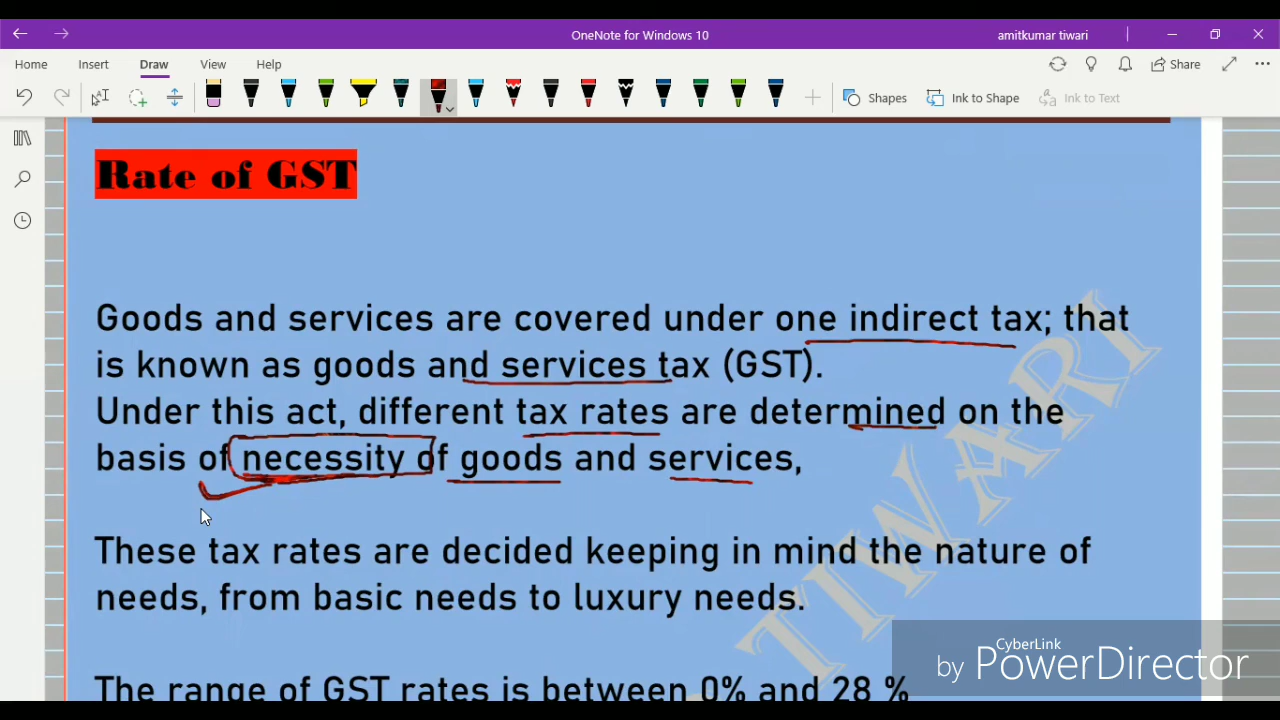 OneNote for Windows 10
amitkumar tiwari
Home Insert Draw View Help
Share
Shapes Ink to Shape Ink to Text
Rate of GST
Goods and services are covered under one indirect tax; that
is known as goods and services tax (GST).
Under this act, different tax rates are determined on the
basis of necessity of goods and services,
These tax rates are decided keeping in mind the nature of
needs, from basic needs to luxury needs.
The range of GST rates is between 0% and 28 %
TIWARI
CyberLink
by PowerDirector